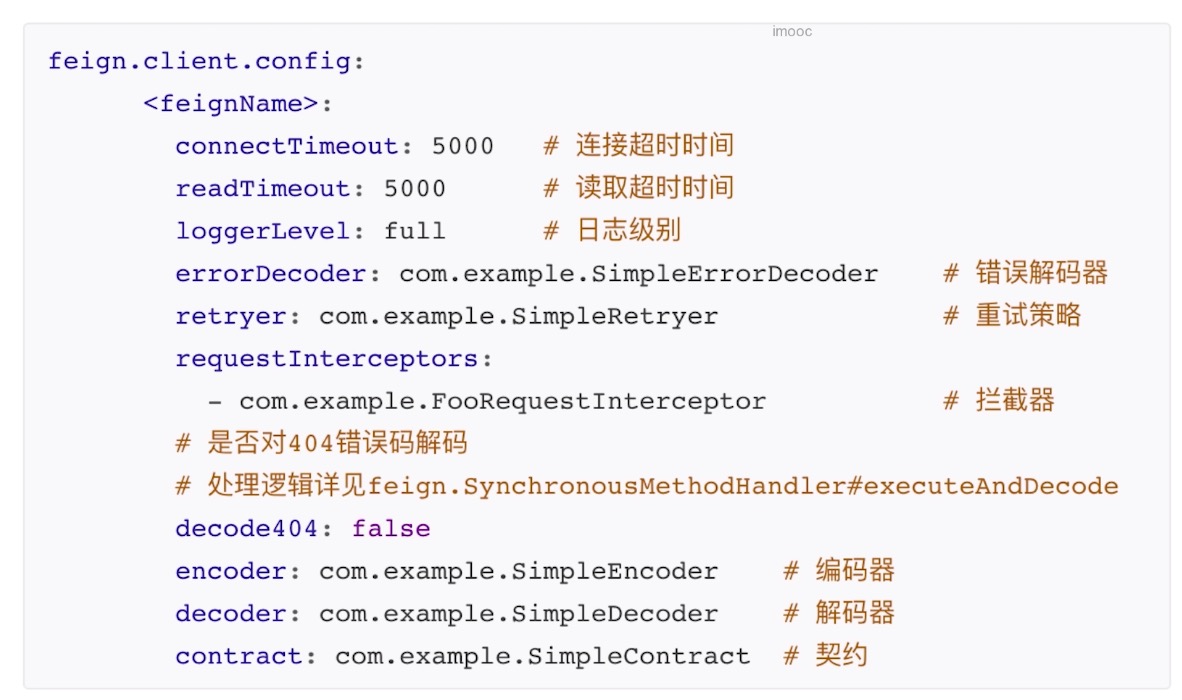 imooc
feign.client.config:
<feignName>:
connectTimeout: 5000 # 连接超时时间
readTimeout: 5000 # 读取超时时间
loggerLevel: full # 日志级别
errorDecoder: com.example.SimpleErrorDecoder # 错误解码器
retryer: com.example.SimpleRetryer # 重试策略
requestInterceptors:
- com.example.FooRequestInterceptor # 拦截器
# 是否对404错误码解码
# 处理逻辑详见feign.SynchronousMethodHandler#executeAndDecode
decode404: false
encoder: com.example.SimpleEncoder # 编码器
decoder: com.example.SimpleDecoder # 解码器
contract: com.example.SimpleContract # 契约